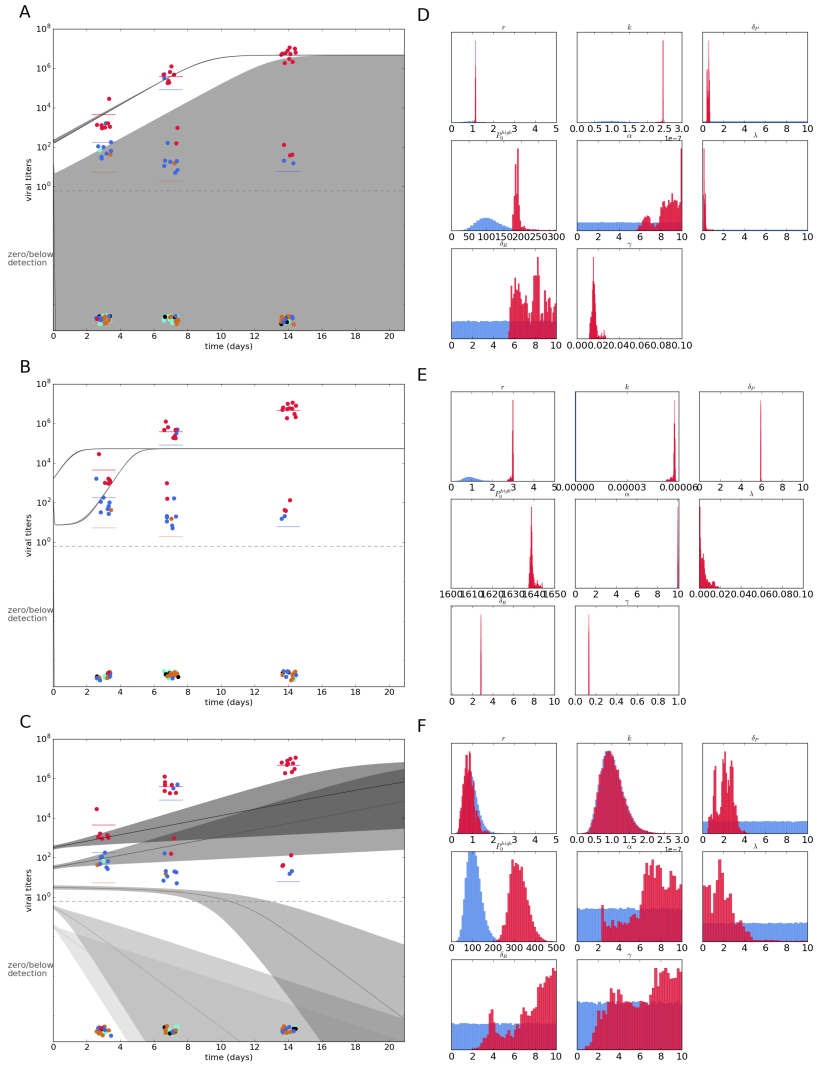 A
10^8
10^6
10^4
10^2
10^0
viral titers
zero/below
detection
0 2 4 6 8 10 12 14 16 18 20
time (days)
B
10^8
10^6
10^4
10^2
10^0
viral titers
zero/below
detection
0 2 4 6 8 10 12 14 16 18 20
time (days)
C
10^8
10^6
10^4
10^2
10^0
viral titers
zero/below
detection
0 2 4 6 8 10 12 14 16 18 20
time (days)
D
r k δ_P
0 1 2 3 4 5
0.0 0.5 1.0 1.5 2.0 2.5 3.0
1e-7
0 2 4 6 8 10
P_0^high α λ
0 50 100 150 200 250 300
0 2 4 6 8 10
0 2 4 6 8 10
δ_R γ
0 2 4 6 8 10
0.00 0.02 0.04 0.06 0.08 0.10
E
r k δ_P
0 1 2 3 4 5
0.00000 0.00003 0.00006
0 2 4 6 8 10
P_0^high α λ
1600 1610 1620 1630 1640 1650
0 2 4 6 8 10
0.00 0.02 0.04 0.06 0.08 0.10
δ_R γ
0 2 4 6 8 10
0.0 0.2 0.4 0.6 0.8 1.0
F
r k δ_P
0 1 2 3 4 5
0.0 0.5 1.0 1.5 2.0 2.5 3.0
1e-7
0 2 4 6 8 10
P_0^high α λ
0 100 200 300 400 500
0 2 4 6 8 10
0 2 4 6 8 10
δ_R γ
0 2 4 6 8 10
0 2 4 6 8 10